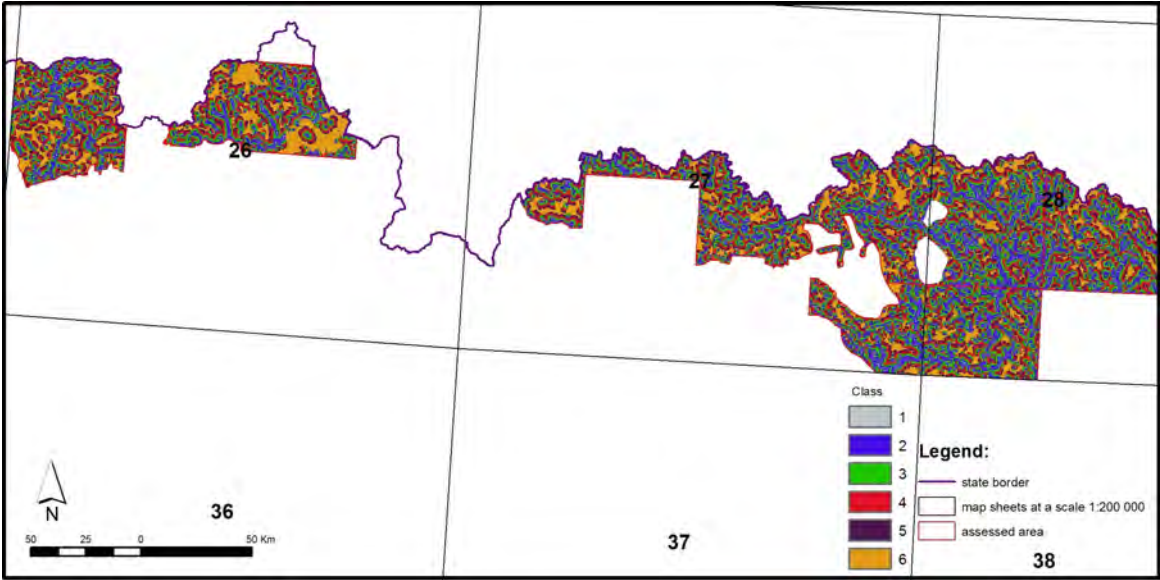 26
27
28
Class
1
2
3
4
5
6
Legend:
state border
map sheets at a scale 1:200 000
assessed area
N
36
37
38
50 25 0 50 Km